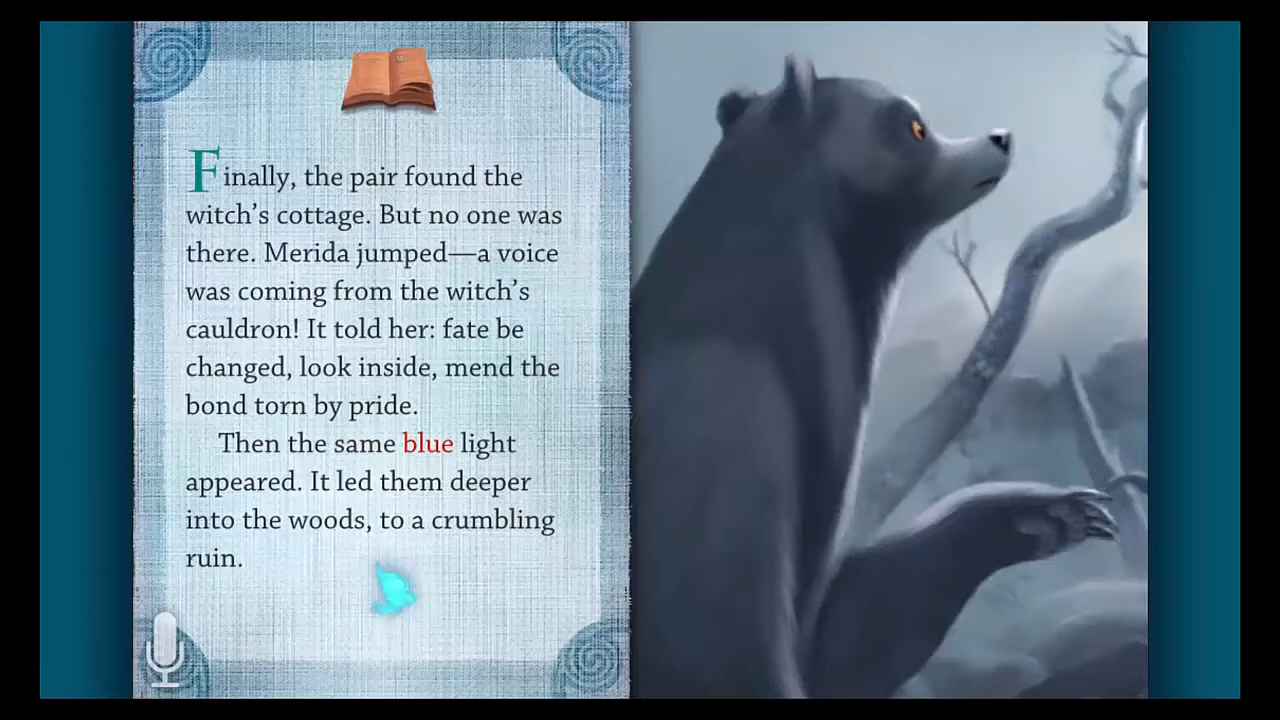 Finally, the pair found the
witch’s cottage. But no one was
there. Merida jumped—a voice
was coming from the witch’s
cauldron! It told her: fate be
changed, look inside, mend the
bond torn by pride.
Then the same blue light
appeared. It led them deeper
into the woods, to a crumbling
ruin.